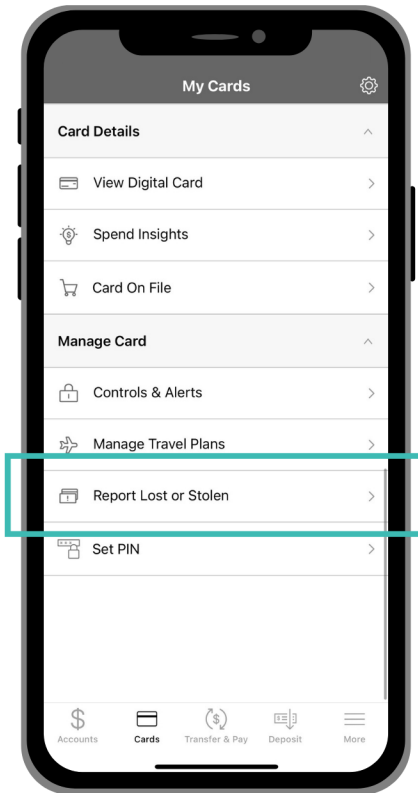 My Cards
Card Details
View Digital Card
Spend Insights
Card On File
Manage Card
Controls & Alerts
Manage Travel Plans
Report Lost or Stolen
Set PIN
Accounts Cards Transfer & Pay Deposit More